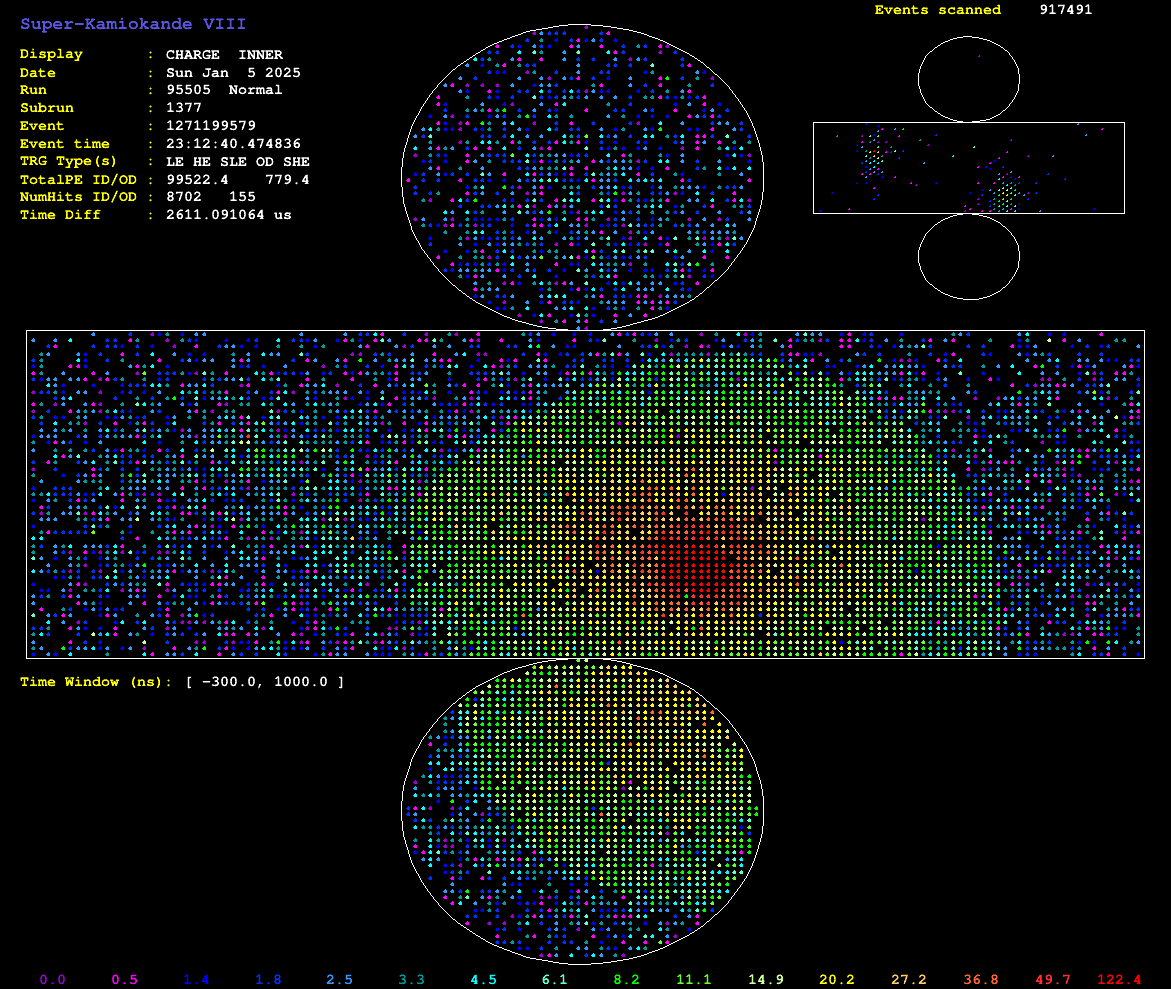 Super-Kamiokande VIII
Events scanned 917491
Display : CHARGE INNER
Date : Sun Jan 5 2025
Run : 95505 Normal
Subrun : 1377
Event : 1271199579
Event time : 23:12:40.474836
TRG Type(s) : LE HE SLE OD SHE
TotalPE ID/OD : 99522.4 779.4
NumHits ID/OD : 8702 155
Time Diff : 2611.091064 us
Time Window (ns): [ -300.0, 1000.0 ]
0.0 0.5 1.4 1.8 2.5 3.3 4.5 6.1 8.2 11.1 14.9 20.2 27.2 36.8 49.7 122.4